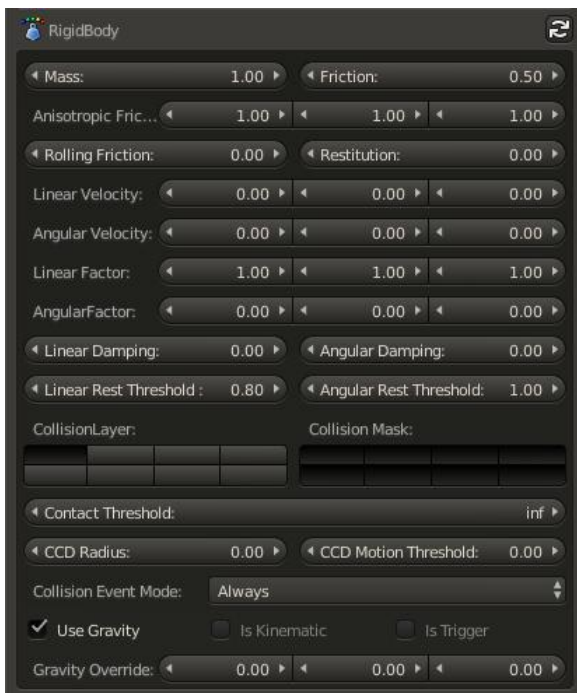 RigidBody
Mass: 1.00 Friction: 0.50
Anisotropic Fric... 1.00 1.00 1.00
Rolling Friction: 0.00 Restitution: 0.00
Linear Velocity: 0.00 0.00 0.00
Angular Velocity: 0.00 0.00 0.00
Linear Factor: 1.00 1.00 1.00
AngularFactor: 0.00 0.00 0.00
Linear Damping: 0.00 Angular Damping: 0.00
Linear Rest Threshold : 0.80 Angular Rest Threshold: 1.00
CollisionLayer: Collision Mask:
Contact Threshold: inf
CCD Radius: 0.00 CCD Motion Threshold: 0.00
Collision Event Mode: Always
Use Gravity Is Kinematic Is Trigger
Gravity Override: 0.00 0.00 0.00